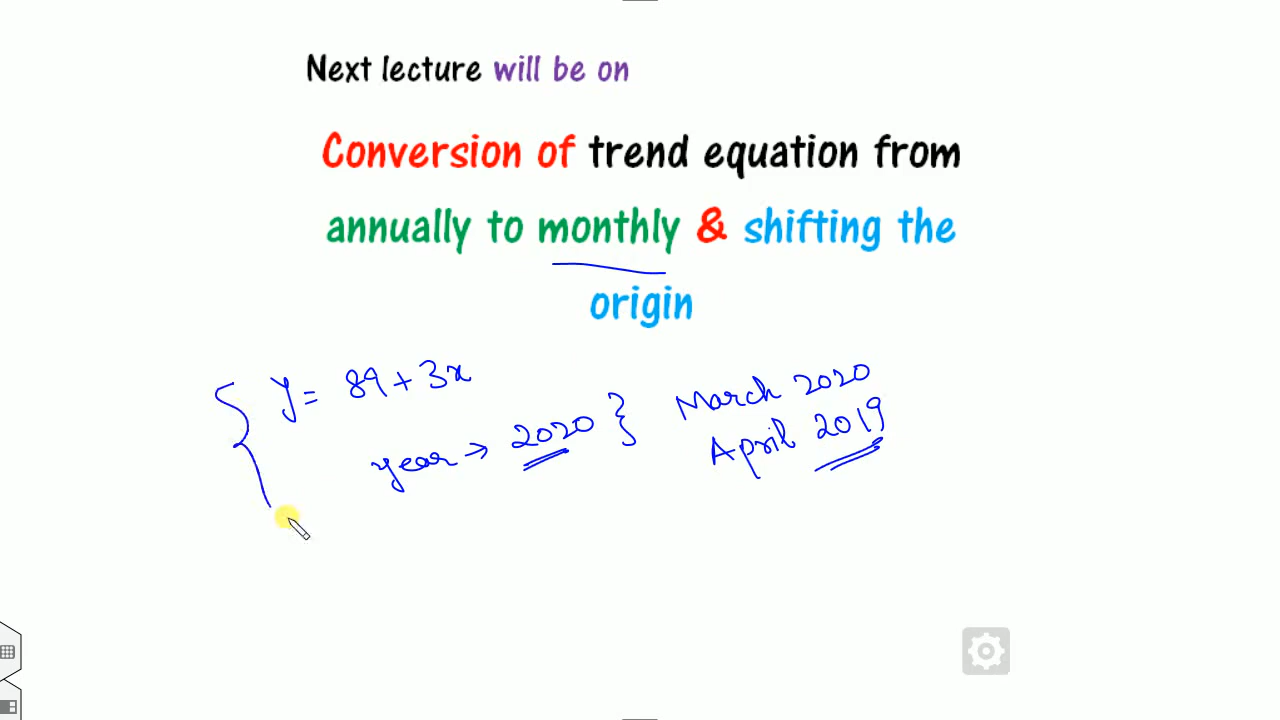 Next lecture will be on
Conversion of trend equation from
annually to monthly & shifting the
origin
y = 89 + 3x
year → 2020 }
March 2020
April 2019